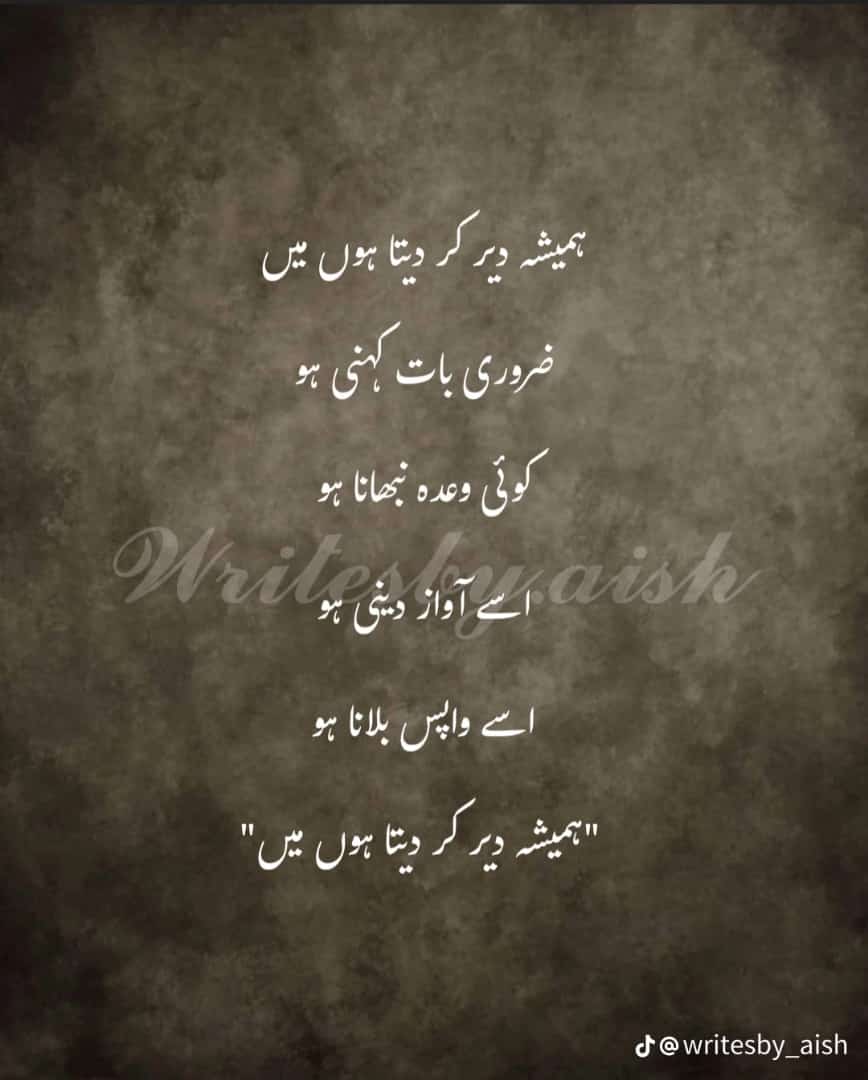 ہمیشہ دیر کر دیتا ہوں میں
ضروری بات کہنی ہو
کوئی وعدہ نبھانا ہو
Writesby.aish
اسے آواز دینی ہو
اسے واپس بلانا ہو
"ہمیشہ دیر کر دیتا ہوں میں"
@writesby_aish